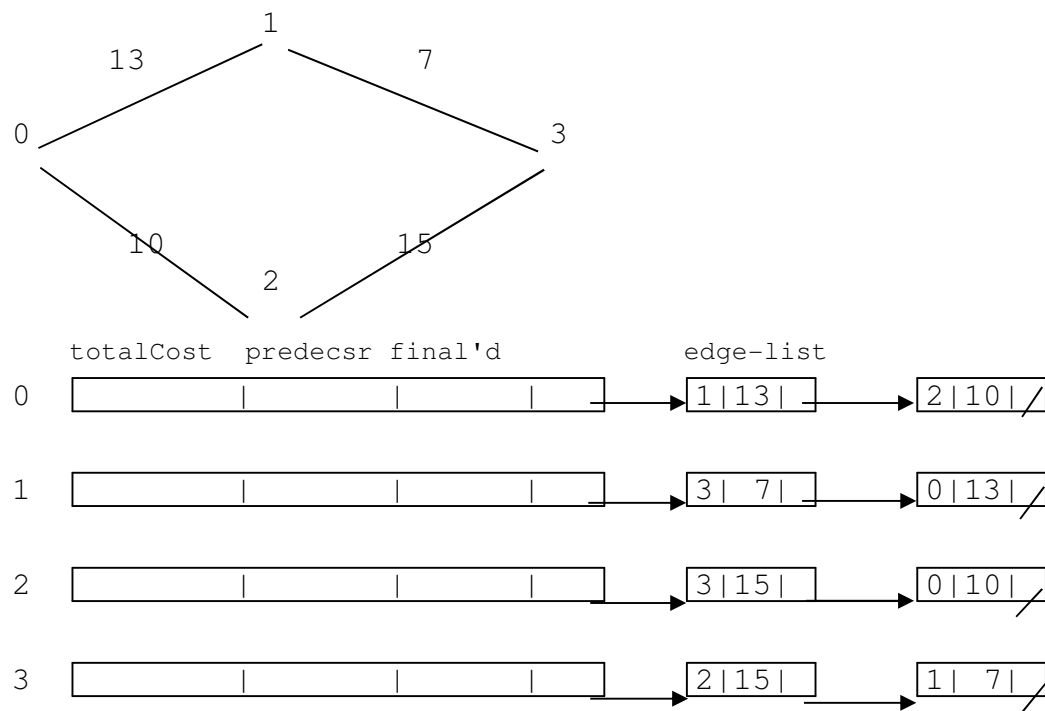 1
13 7
0 3
10 15
2
totalCost predecsr final'd edge-list
0 | | | 1|13| 2|10|
1 | | | 3| 7| 0|13|
2 | | | 3|15| 0|10|
3 | | | 2|15| 1| 7|